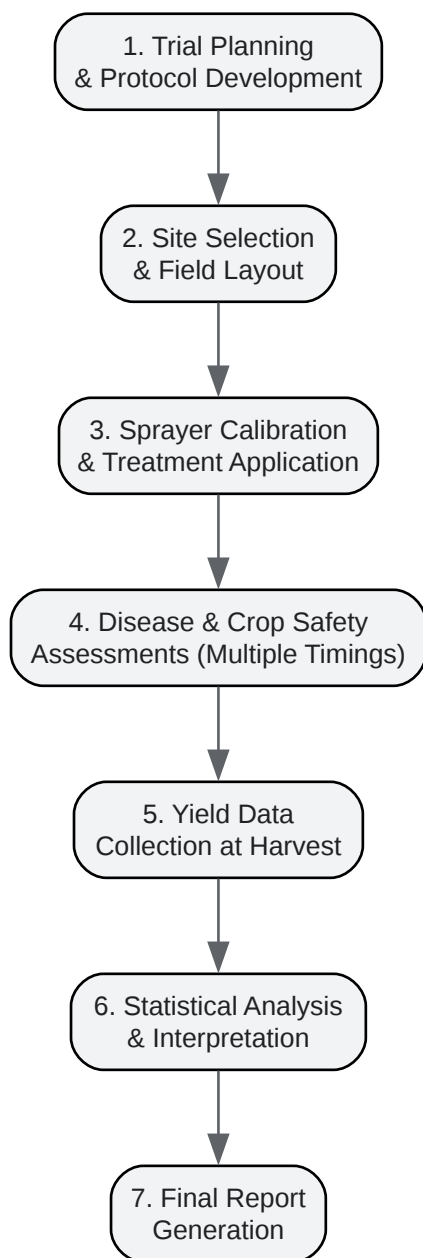 1. Trial Planning
& Protocol Development
2. Site Selection
& Field Layout
3. Sprayer Calibration
& Treatment Application
4. Disease & Crop Safety
Assessments (Multiple Timings)
5. Yield Data
Collection at Harvest
6. Statistical Analysis
& Interpretation
7. Final Report
Generation